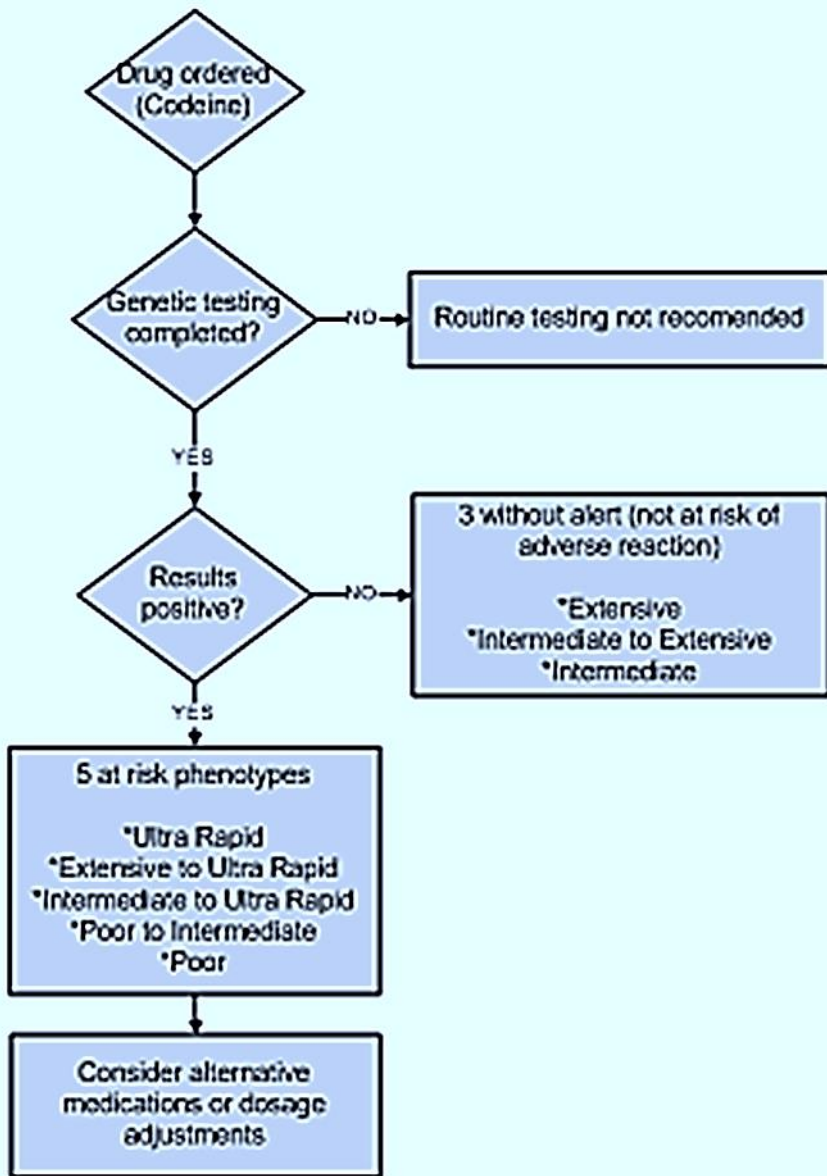 Drug ordered
(Codeine)
Genetic testing
completed?
NO
Routine testing not recomended
YES
Results
positive?
NO
3 without alert (not at risk of
adverse reaction)
*Extensive
*Intermediate to Extensive
*Intermediate
YES
5 at risk phenotypes
*Ultra Rapid
*Extensive to Ultra Rapid
*Intermediate to Ultra Rapid
*Poor to Intermediate
*Poor
Consider alternative
medications or dosage
adjustments